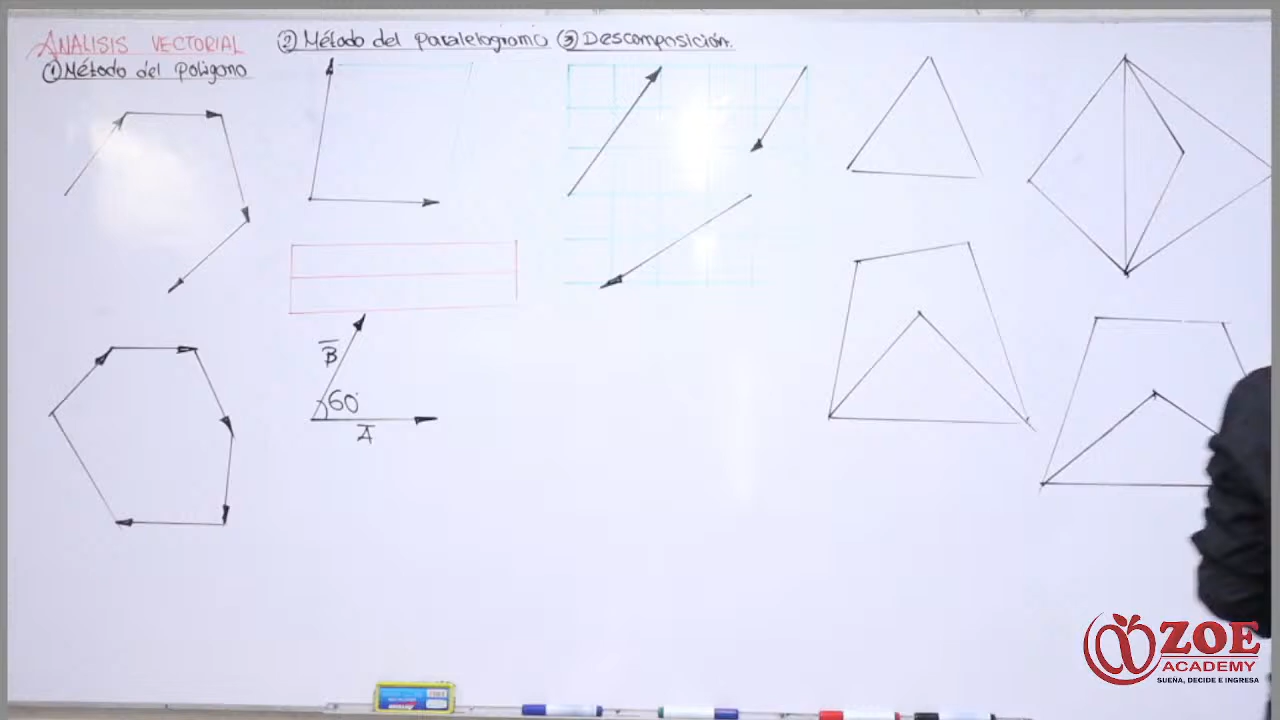 ANALISIS VECTORIAL
① Método del Polígono
② Método del Paralelogramo
③ Descomposición.
B
60°
A
ZOE
ACADEMY
SUEÑA, DECIDE E INGRESA